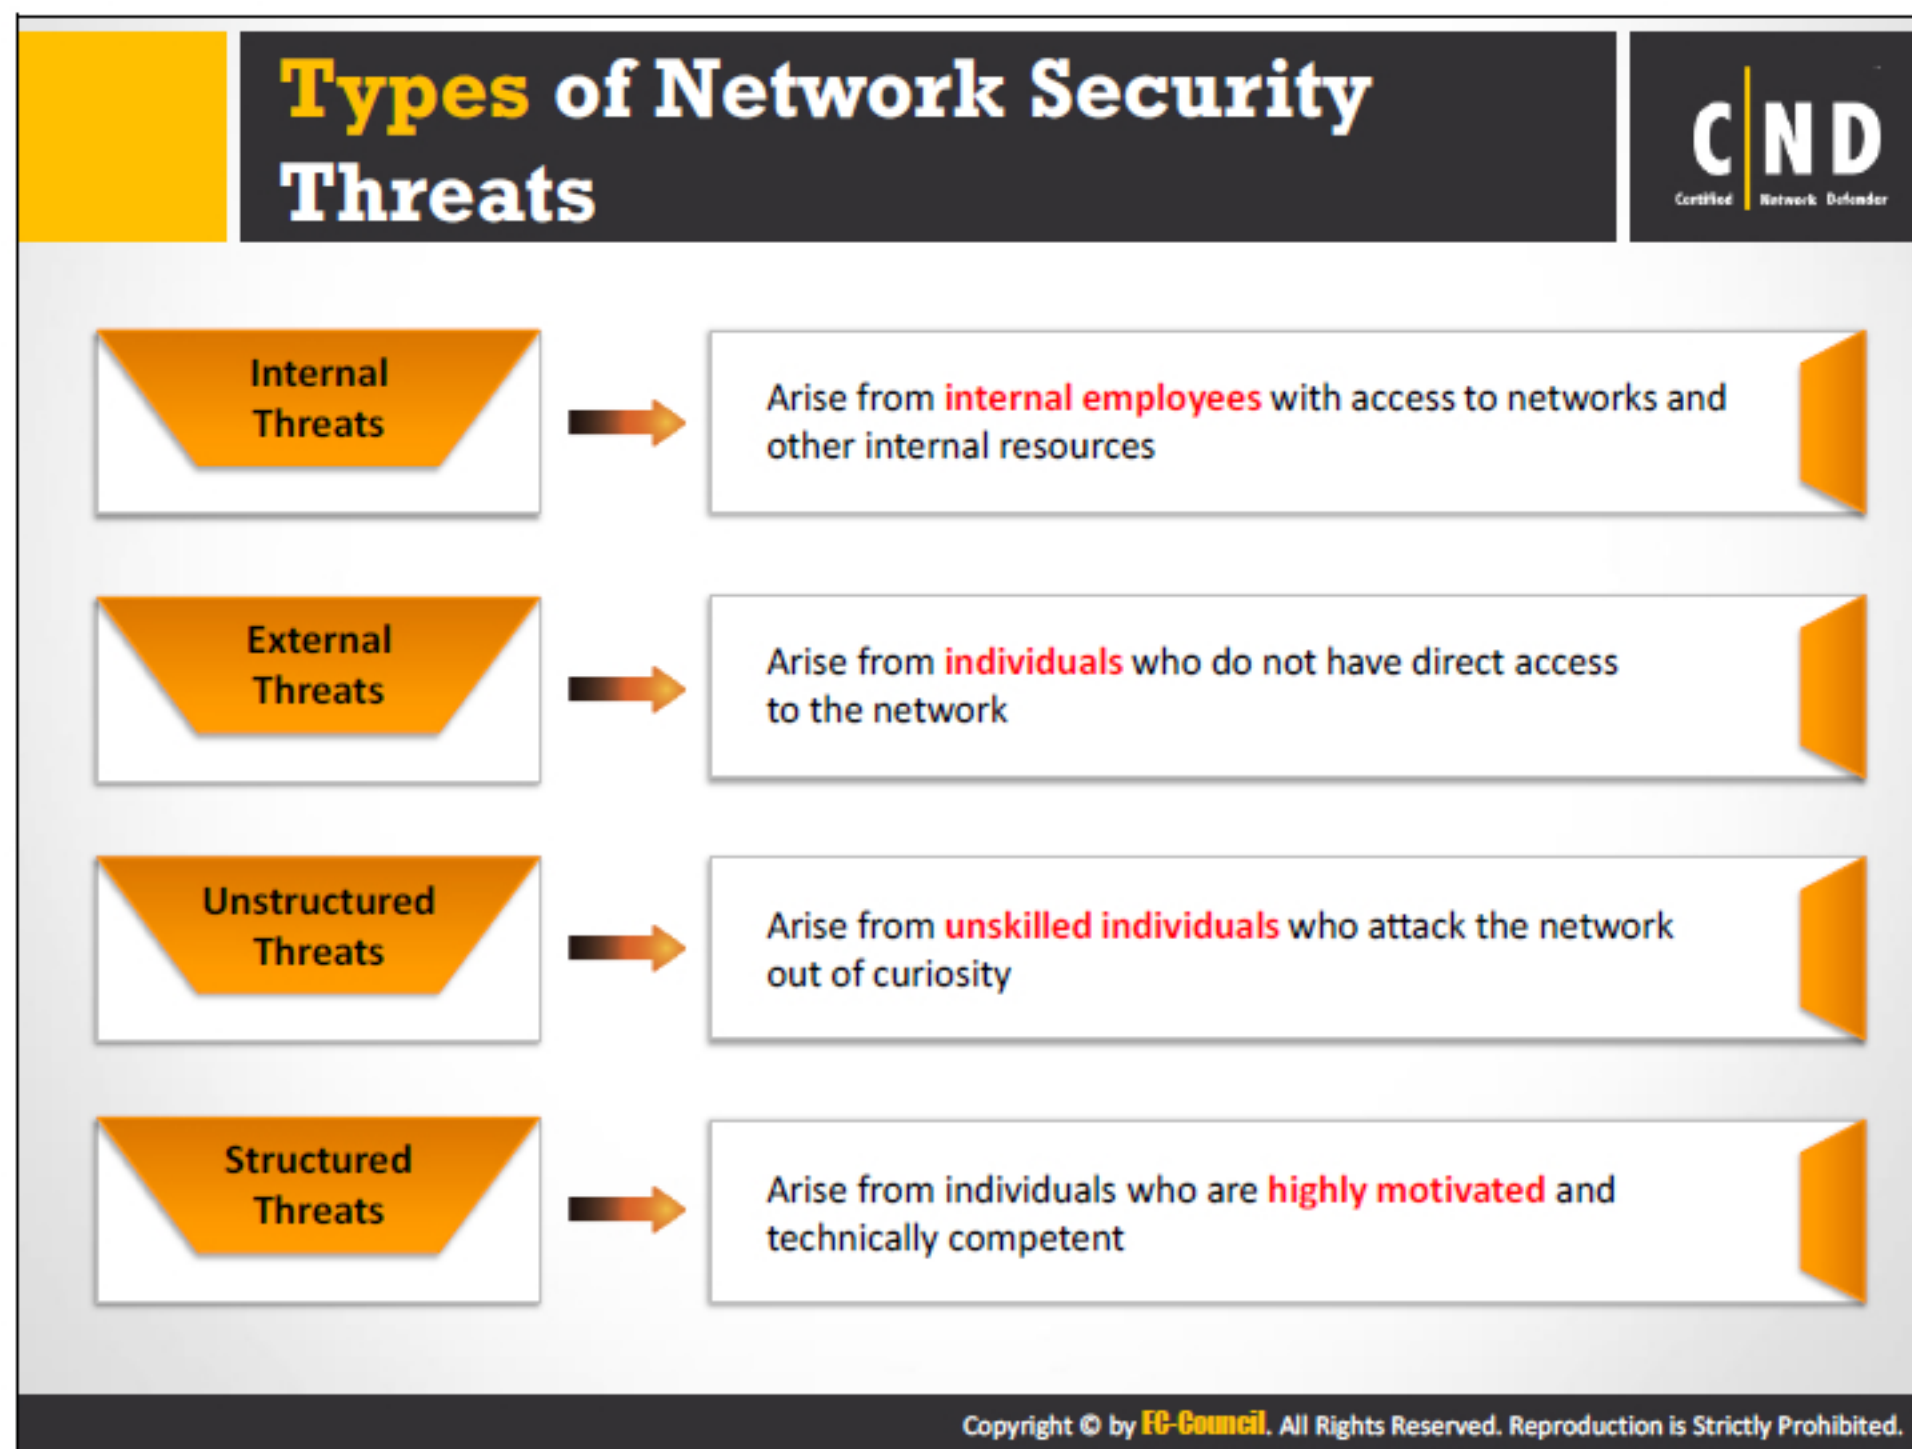 Types of Network Security
Threats
C ND
Certified Network Defender
Internal
Threats
Arise from internal employees with access to networks and
other internal resources
External
Threats
Arise from individuals who do not have direct access
to the network
Unstructured
Threats
Arise from unskilled individuals who attack the network
out of curiosity
Structured
Threats
Arise from individuals who are highly motivated and
technically competent
Copyright © by EC-Council. All Rights Reserved. Reproduction is Strictly Prohibited.